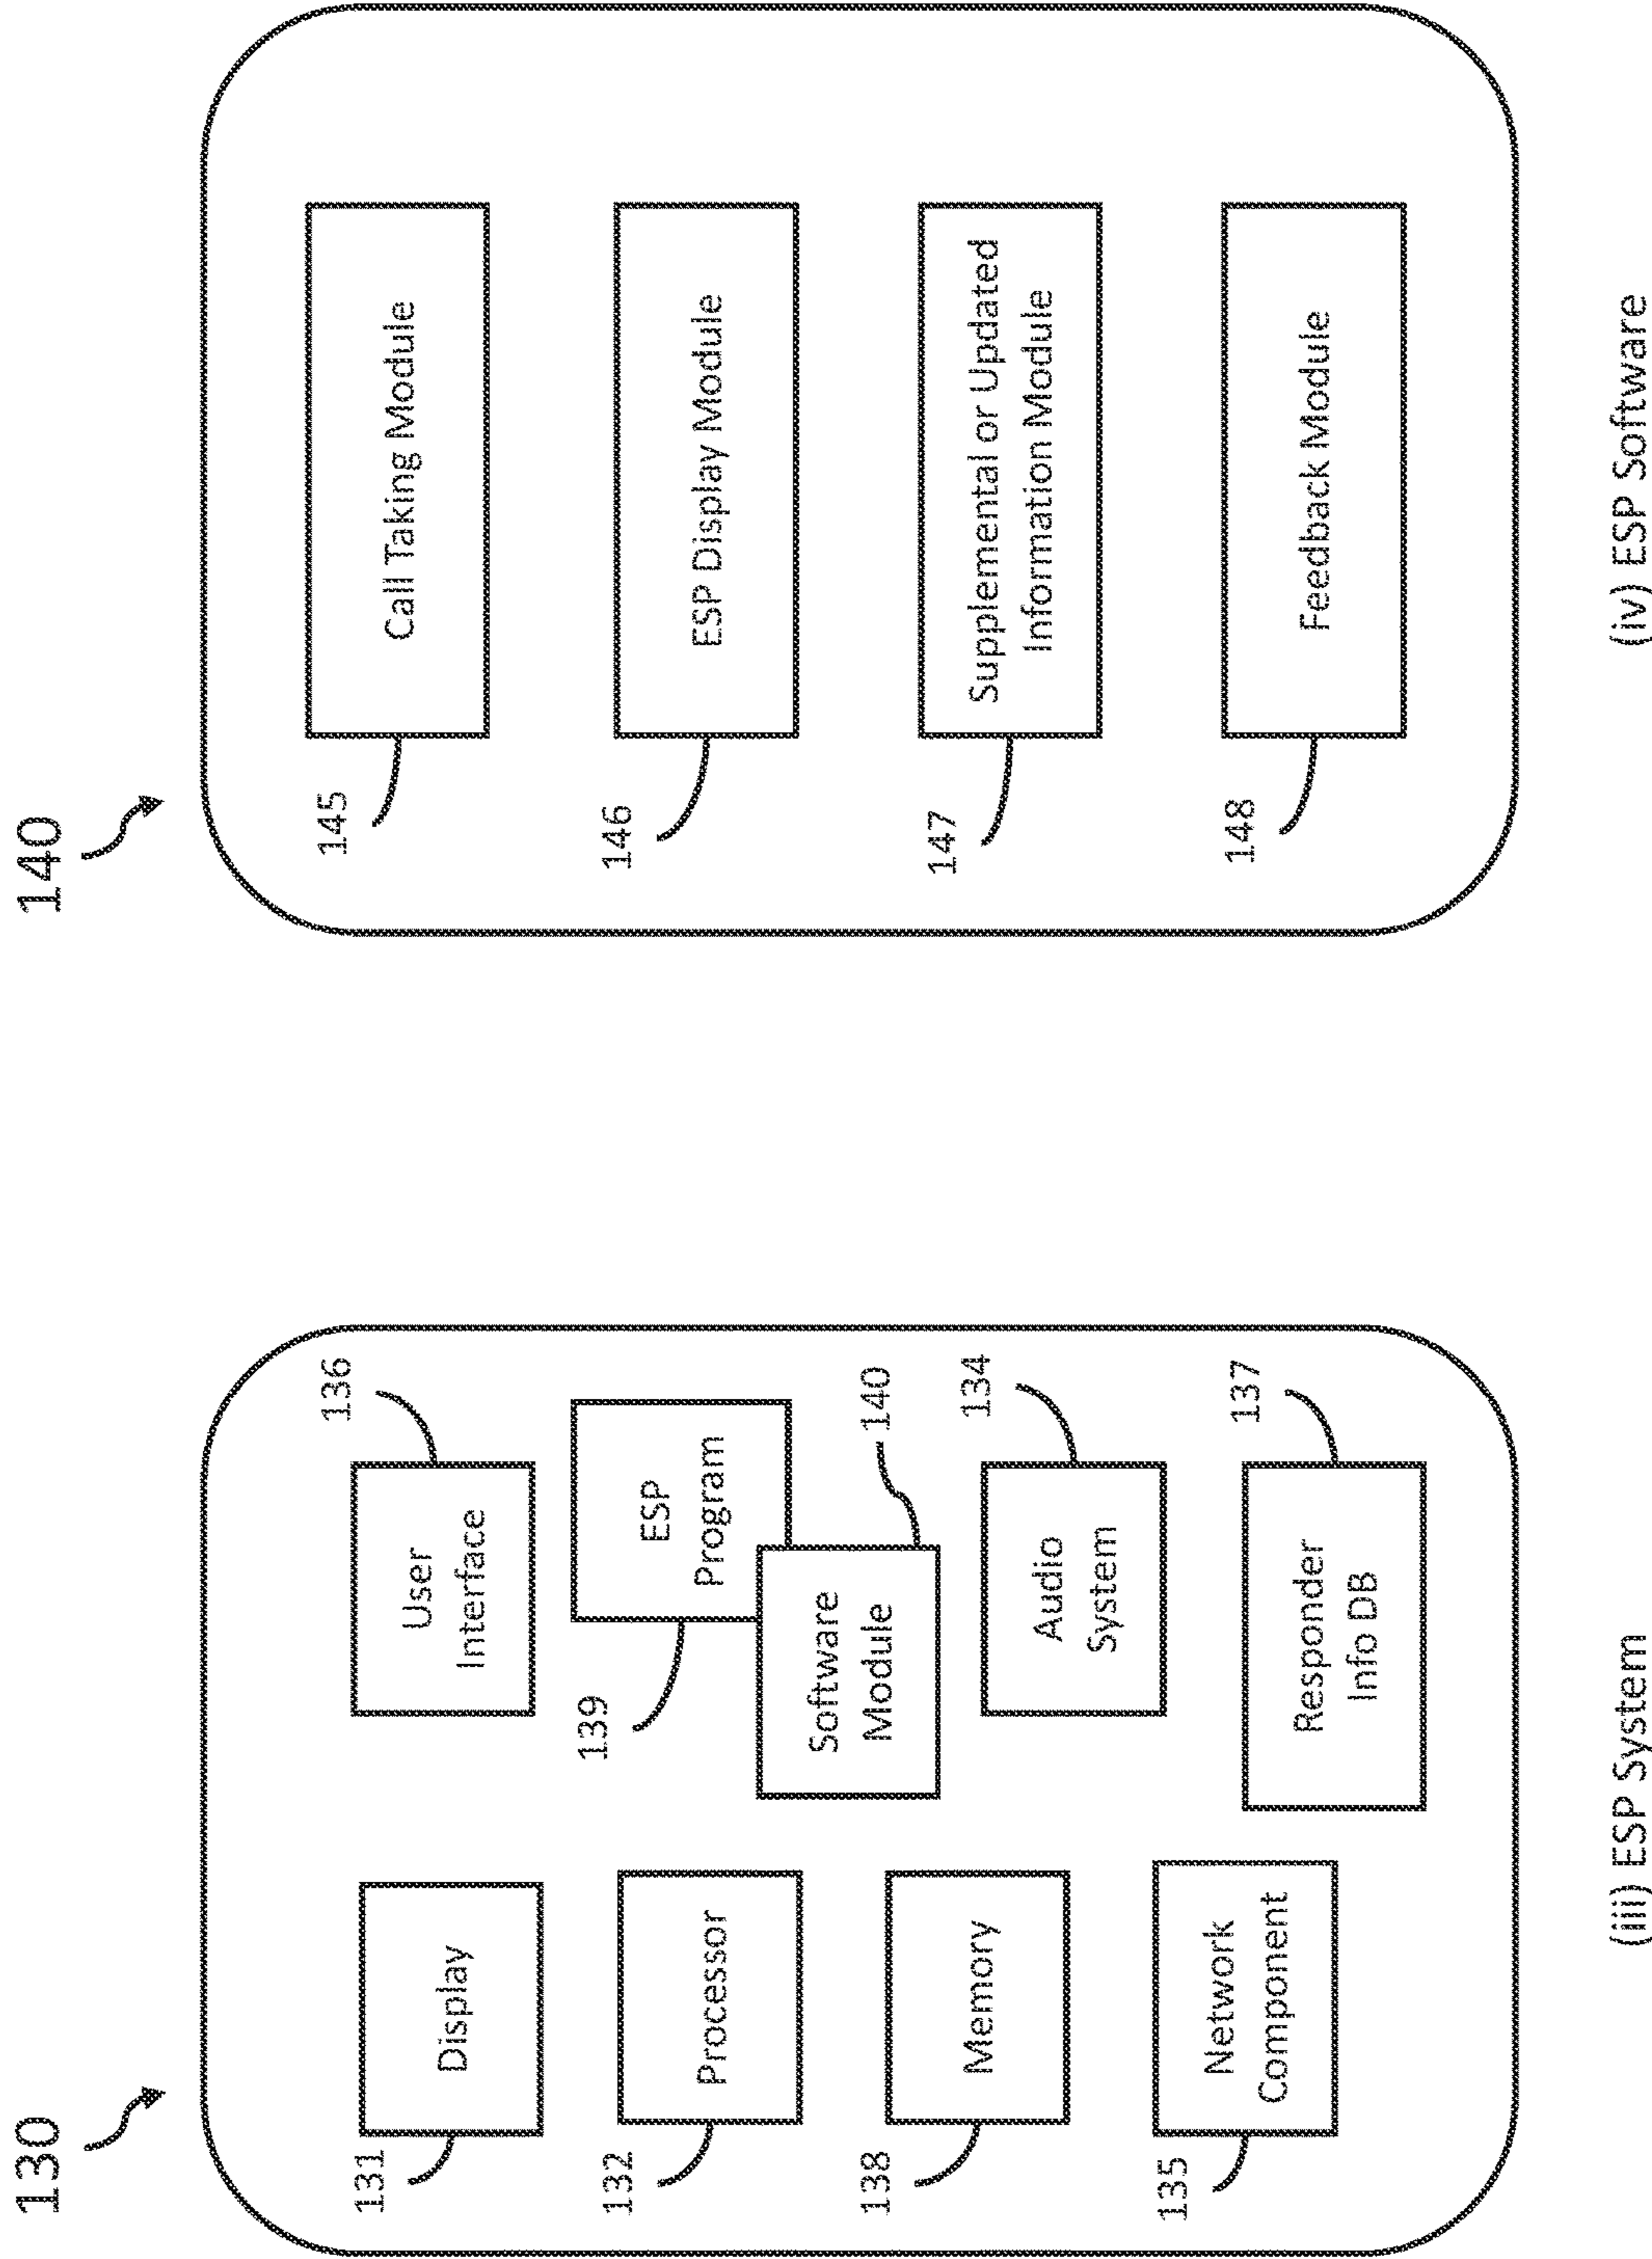 130
131
Display
136
User
Interface
132
Processor
139
ESP
Program
140
Software
Module
138
Memory
134
Audio
System
135
Network
Component
137
Responder
Info DB
(iii) ESP System
140
145
Call Taking Module
146
ESP Display Module
147
Supplemental or Updated
Information Module
148
Feedback Module
(iv) ESP Software